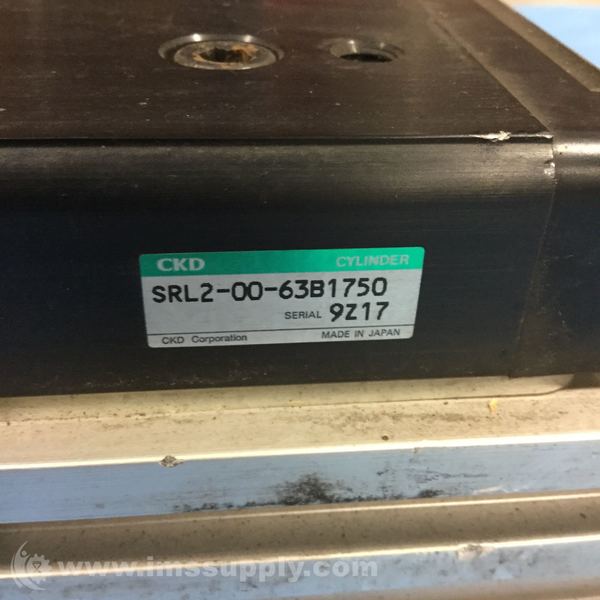 CKD CYLINDER
SRL2-00-63B1750
SERIAL 9Z17
CKD Corporation MADE IN JAPAN
www.imssupply.com